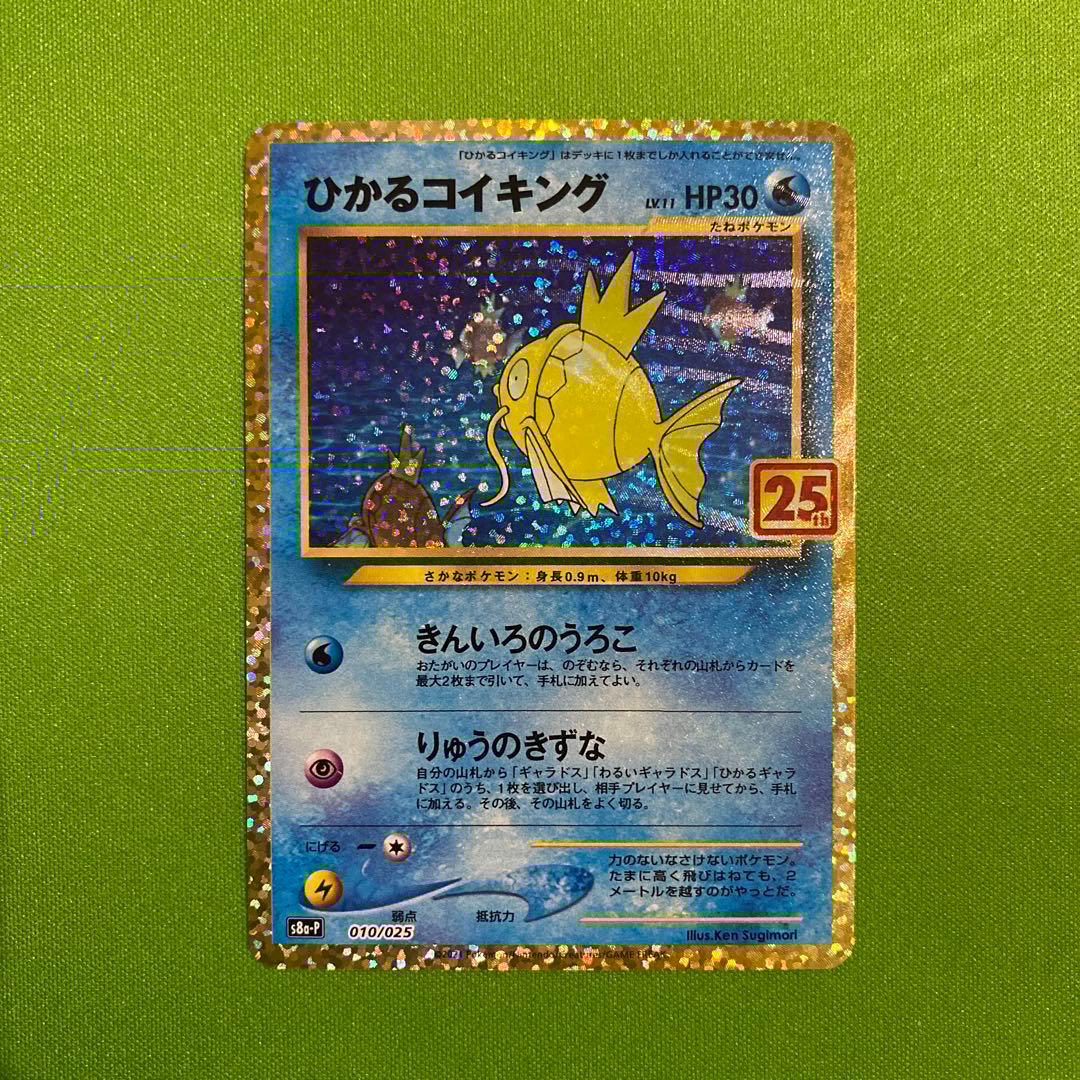 「ひかるコイキング」はデッキに1枚までしか入れることができません。
ひかるコイキング LV.11 HP30
たねポケモン
25th
さかなポケモン:身長0.9m、体重10kg
きんいろのうろこ
おたがいのプレイヤーは、のぞむなら、それぞれの山札からカードを
最大2枚まで引いて、手札に加えてよい。
りゅうのきずな
自分の山札から「ギャラドス」「わるいギャラドス」「ひかるギャラ
ドス」のうち、1枚を選び出し、相手プレイヤーに見せてから、手札
に加える。その後、その山札をよく切る。
にげる
力のないなさけないポケモン。
たまに高く飛びはねても、2
メートルを越すのがやっとだ。
弱点 抵抗力
s8a-P 010/025
Illus.Ken Sugimori
©2021 Pokémon/Nintendo/Creatures/GAME FREAK